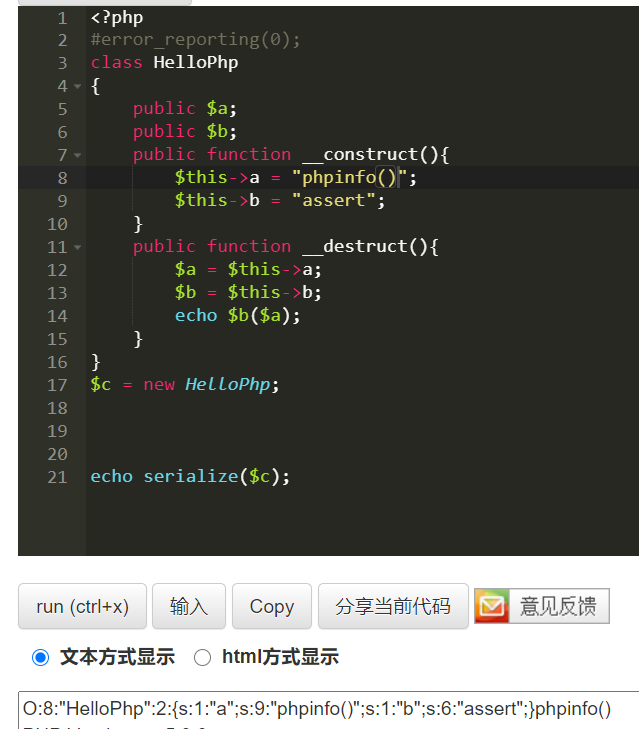 1 <?php
2 #error_reporting(0);
3 class HelloPhp
4 {
5 public $a;
6 public $b;
7 public function __construct(){
8 $this->a = "phpinfo()";
9 $this->b = "assert";
10 }
11 public function __destruct(){
12 $a = $this->a;
13 $b = $this->b;
14 echo $b($a);
15 }
16 }
17 $c = new HelloPhp;
18
19
20
21 echo serialize($c);
run (ctrl+x) 输入 Copy 分享当前代码 意见反馈
文本方式显示 html方式显示
O:8:"HelloPhp":2:{s:1:"a";s:9:"phpinfo()";s:1:"b";s:6:"assert";}phpinfo()